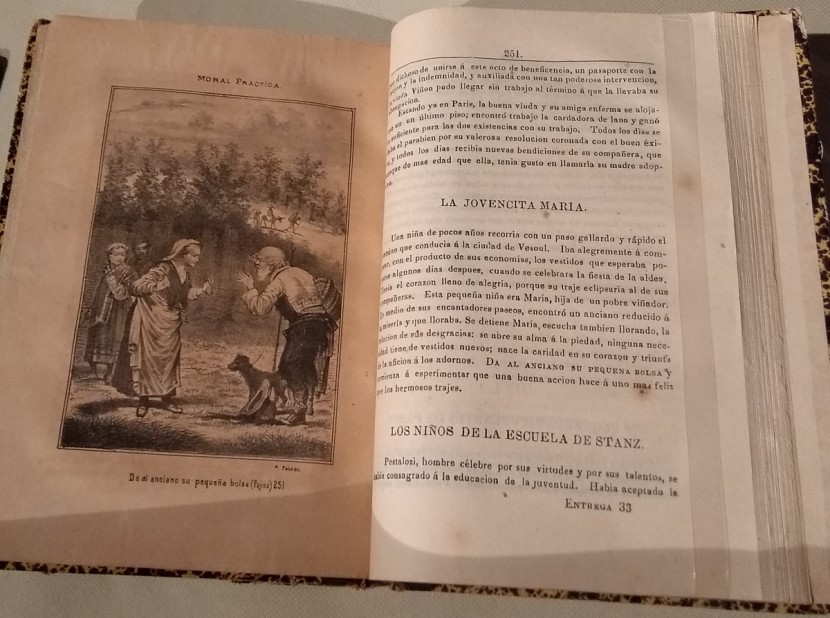 MORAL PRACTICA.
Da al anciano su pequeña bolsa (Pajina) 251
251.
dichoso de unirse á este acto de beneficencia, un pasaporte con la
y la indemnidad, y auxiliada con una tan poderosa intervencion,
Viñon pudo llegar sin trabajo al término á que la llevaba su
Estando ya en Paris, la buena viuda y su amiga enferma se aloja-
en un último piso; encontró trabajo la cardadora de lana y ganó
suficiente para las dos existencias con su trabajo. Todos los dias se
el parabien por su valerosa resolucion coronada con el buen éxi-
y todos los dias recibia nuevas bendiciones de su compañera, que
de mas edad que ella, tenia gusto en llamarla su madre adop-
LA JOVENCITA MARIA.
Una niña de pocos años recorria con un paso gallardo y rápido el
que conducia á la ciudad de Vesoul. Iba alegremente á com-
con el producto de sus economias, los vestidos que esperaba po-
algunos dias despues, cuando se celebrara la fiesta de la aldea.
el corazon lleno de alegria, porque su traje eclipsaria al de sus
Esta pequeña niña era Maria, hija de un pobre viñador.
medio de sus encantadores paseos, encontró un anciano reducido á
miseria y que lloraba. Se detiene Maria, escucha tambien llorando, la
de sus desgracias: se abre su alma á la piedad, ninguna nece-
tiene de vestidos nuevos; nace la caridad en su corazon y triunfa
la aficion á los adornos. DA AL ANCIANO SU PEQUEÑA BOLSA Y
á experimentar que una buena accion hace á uno mas feliz
los hermosos trajes.
LOS NIÑOS DE LA ESCUELA DE STANZ.
Pestalozi, hombre célebre por sus virtudes y por sus talentos, se
consagrado á la educacion de la juventud. Habia aceptado la
ENTREGA 33